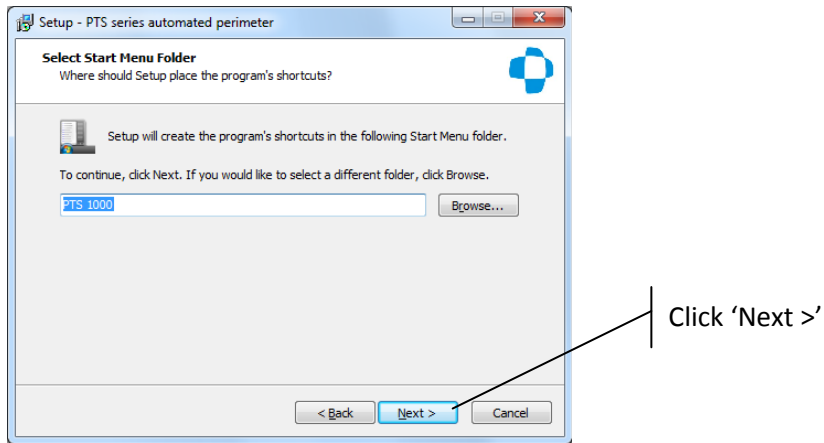 Setup - PTS series automated perimeter
Select Start Menu Folder
Where should Setup place the program's shortcuts?
Setup will create the program's shortcuts in the following Start Menu folder.
To continue, click Next. If you would like to select a different folder, click Browse.
PTS 1000
Browse...
Click ‘Next >’
< Back
Next >
Cancel